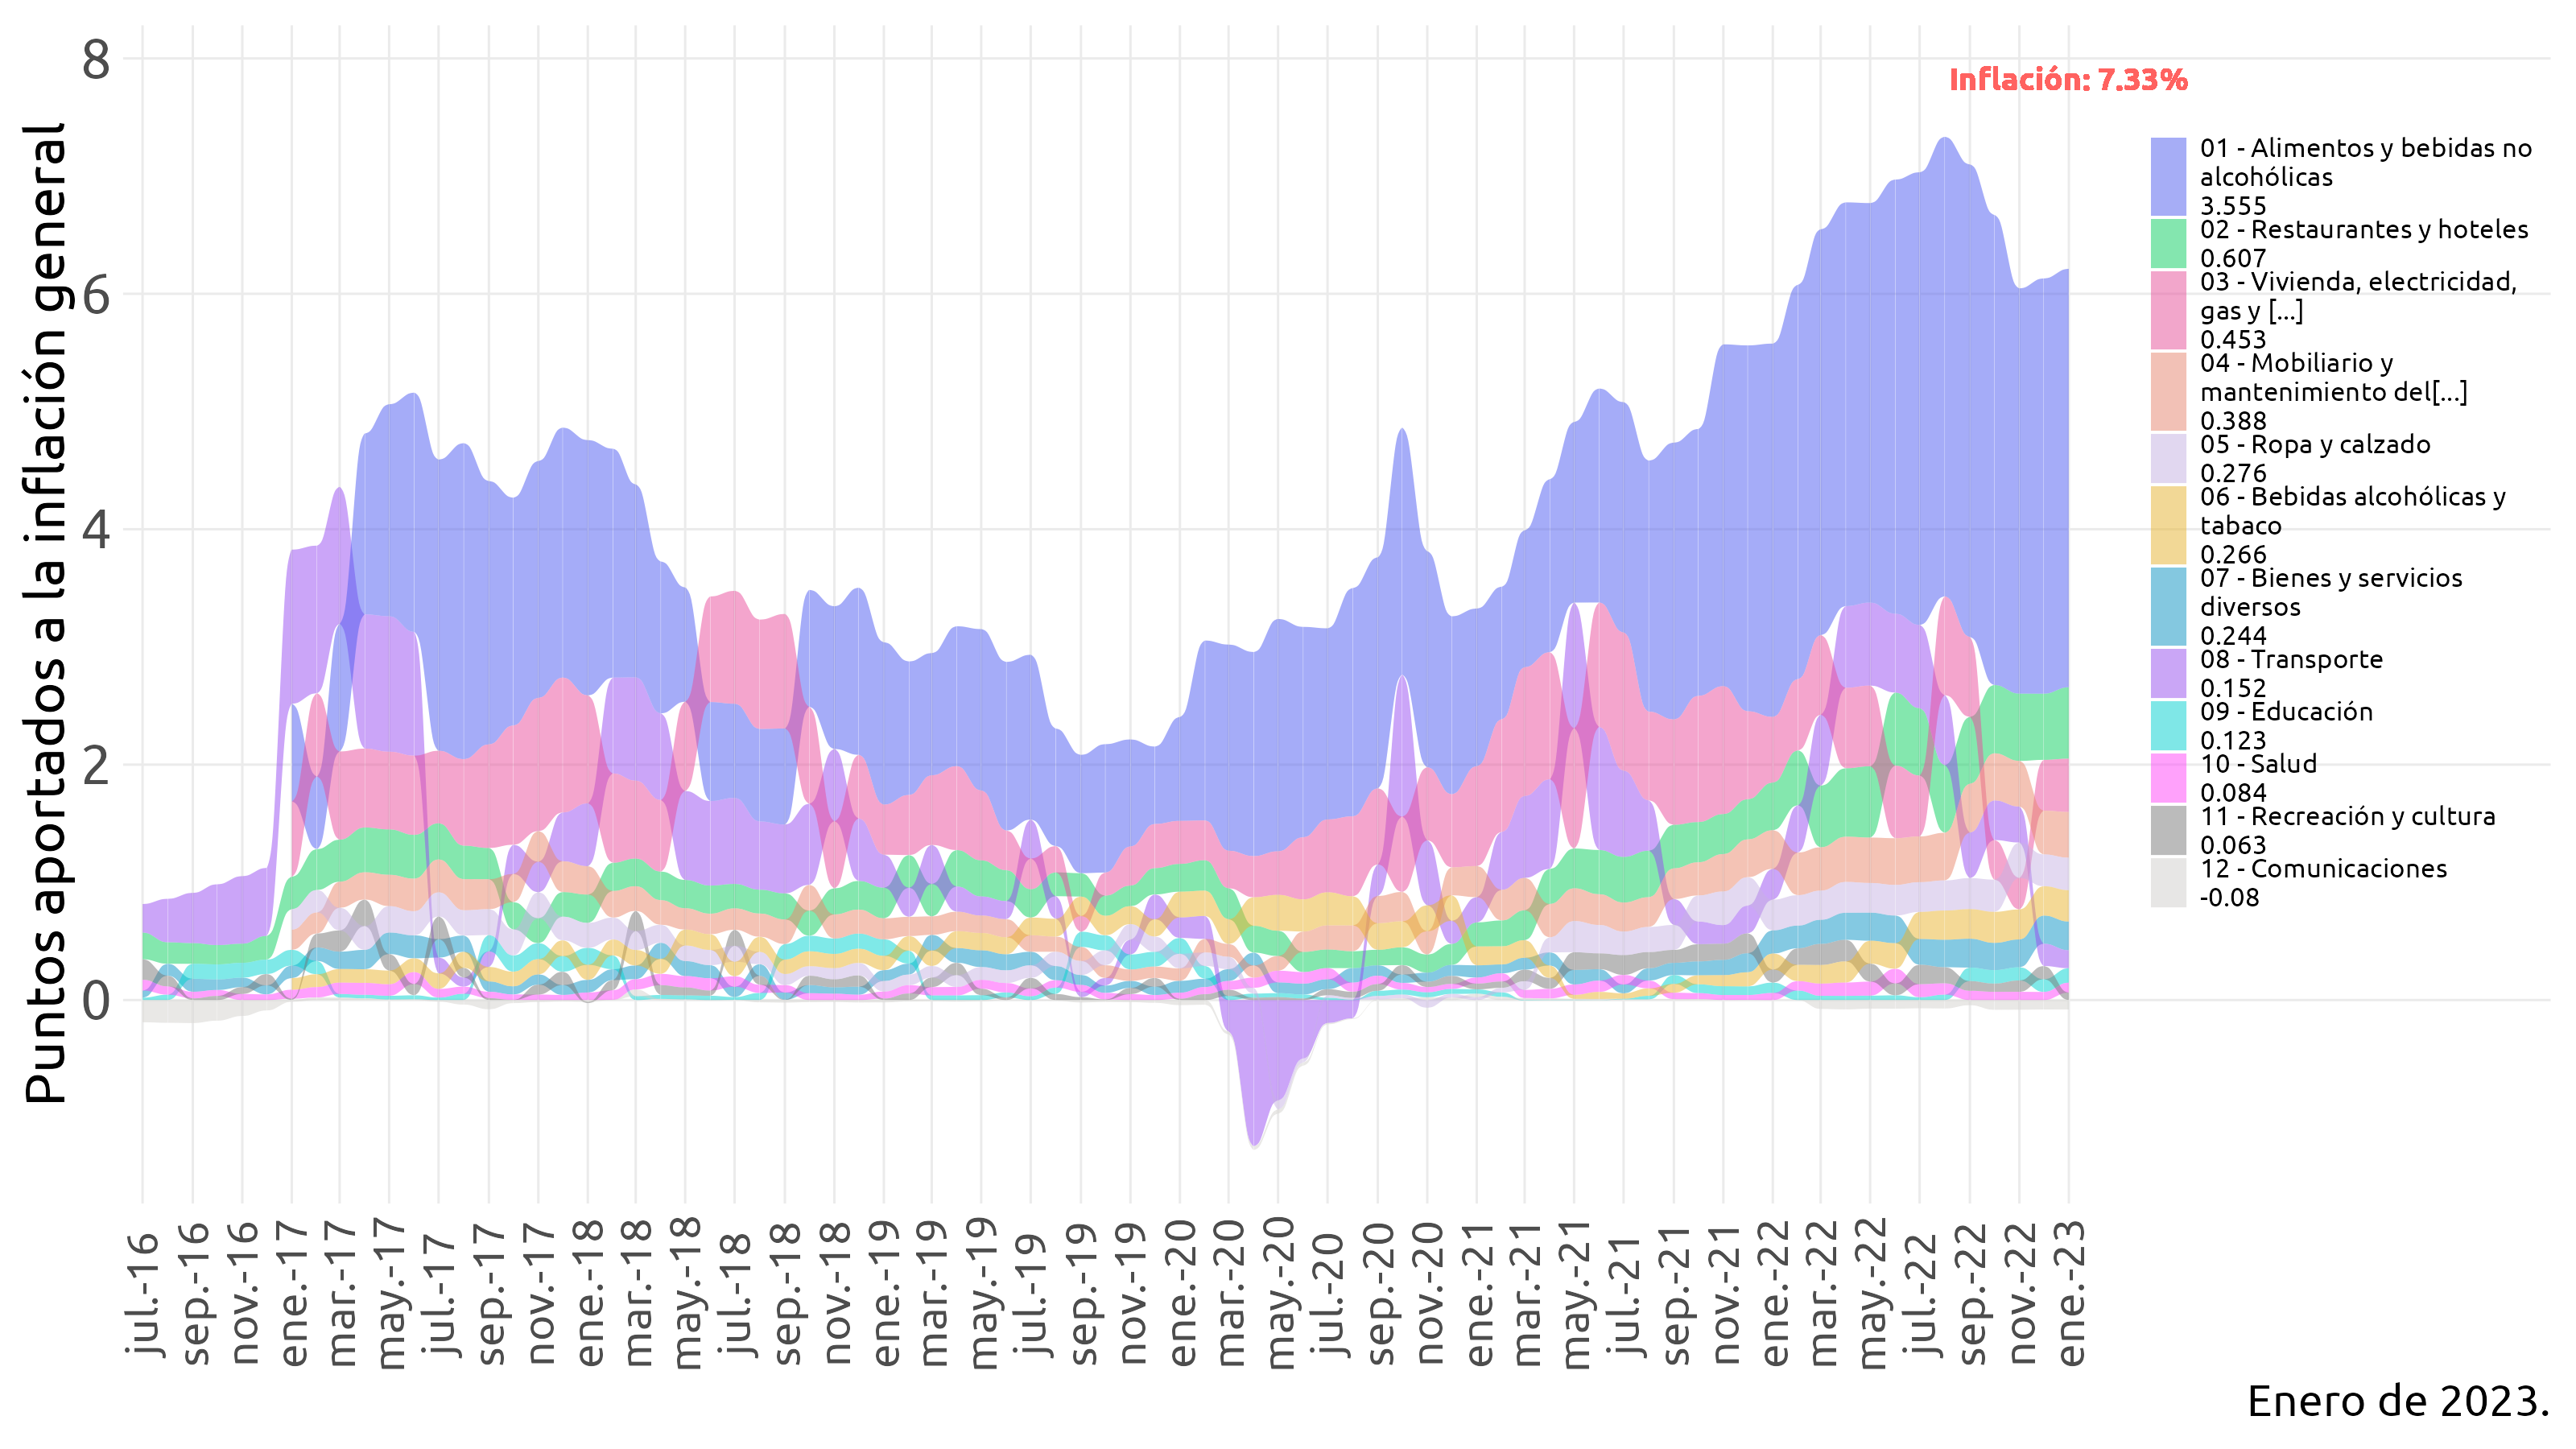 Puntos aportados a la inflación general
8
6
4
2
0
Inflación: 7.33%
01 - Alimentos y bebidas no
alcohólicas
3.555
02 - Restaurantes y hoteles
0.607
03 - Vivienda, electricidad,
gas y [...]
0.453
04 - Mobiliario y
mantenimiento del[...]
0.388
05 - Ropa y calzado
0.276
06 - Bebidas alcohólicas y
tabaco
0.266
07 - Bienes y servicios
diversos
0.244
08 - Transporte
0.152
09 - Educación
0.123
10 - Salud
0.084
11 - Recreación y cultura
0.063
12 - Comunicaciones
-0.08
jul.-16
sep.-16
nov.-16
ene.-17
mar.-17
may.-17
jul.-17
sep.-17
nov.-17
ene.-18
mar.-18
may.-18
jul.-18
sep.-18
nov.-18
ene.-19
mar.-19
may.-19
jul.-19
sep.-19
nov.-19
ene.-20
mar.-20
may.-20
jul.-20
sep.-20
nov.-20
ene.-21
mar.-21
may.-21
jul.-21
sep.-21
nov.-21
ene.-22
mar.-22
may.-22
jul.-22
sep.-22
nov.-22
ene.-23
Enero de 2023.